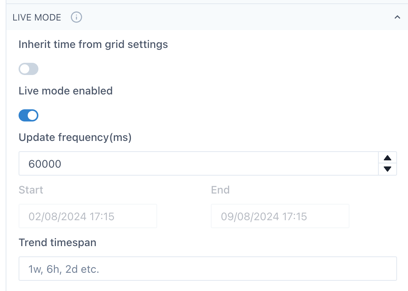 LIVE MODE
Inherit time from grid settings
Live mode enabled
Update frequency(ms)
60000
Start End
02/08/2024 17:15 09/08/2024 17:15
Trend timespan
1w, 6h, 2d etc.